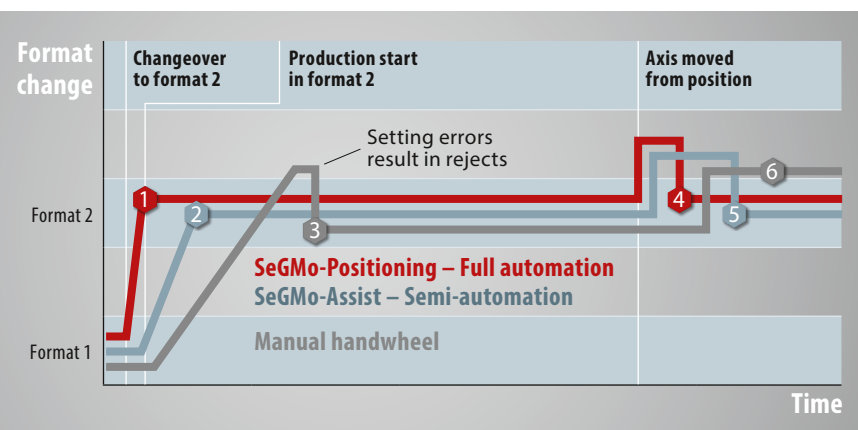 Format
change
Changeover
to format 2
Production start
in format 2
Axis moved
from position
Setting errors
result in rejects
6
1
4
Format 2
2
5
3
SeGMo-Positioning – Full automation
SeGMo-Assist – Semi-automation
Manual handwheel
Format 1
Time